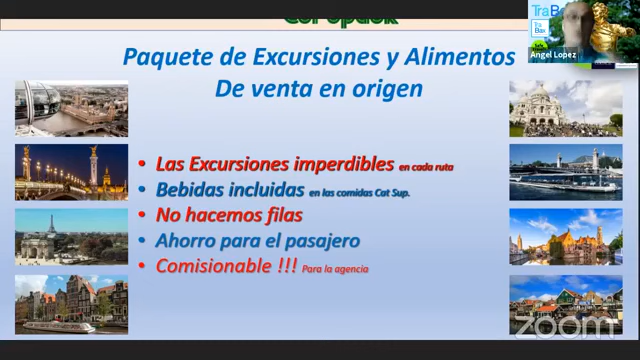 Europack
Paquete de Excursiones y Alimentos
De venta en origen
• Las Excursiones imperdibles en cada ruta
• Bebidas incluidas en las comidas Cat Sup.
• No hacemos filas
• Ahorro para el pasajero
• Comisionable !!! Para la agencia
Angel Lopez
zoom